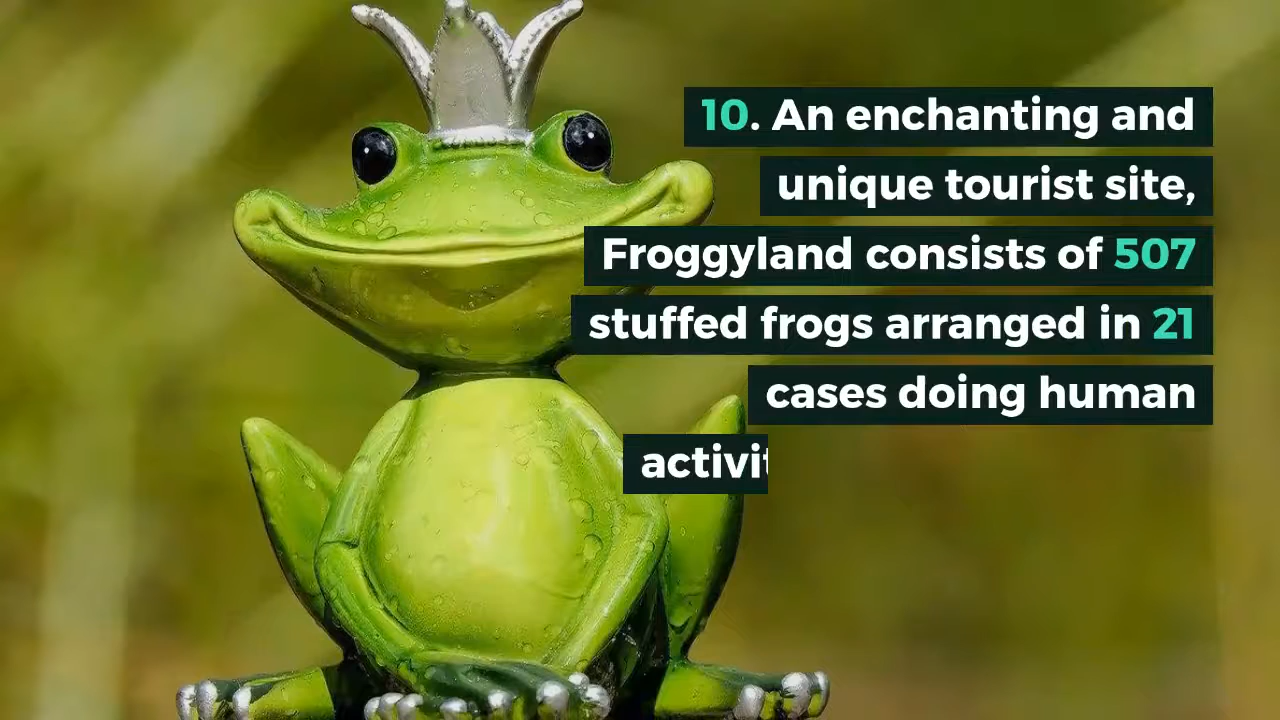 10. An enchanting and
unique tourist site,
Froggyland consists of 507
stuffed frogs arranged in 21
cases doing human